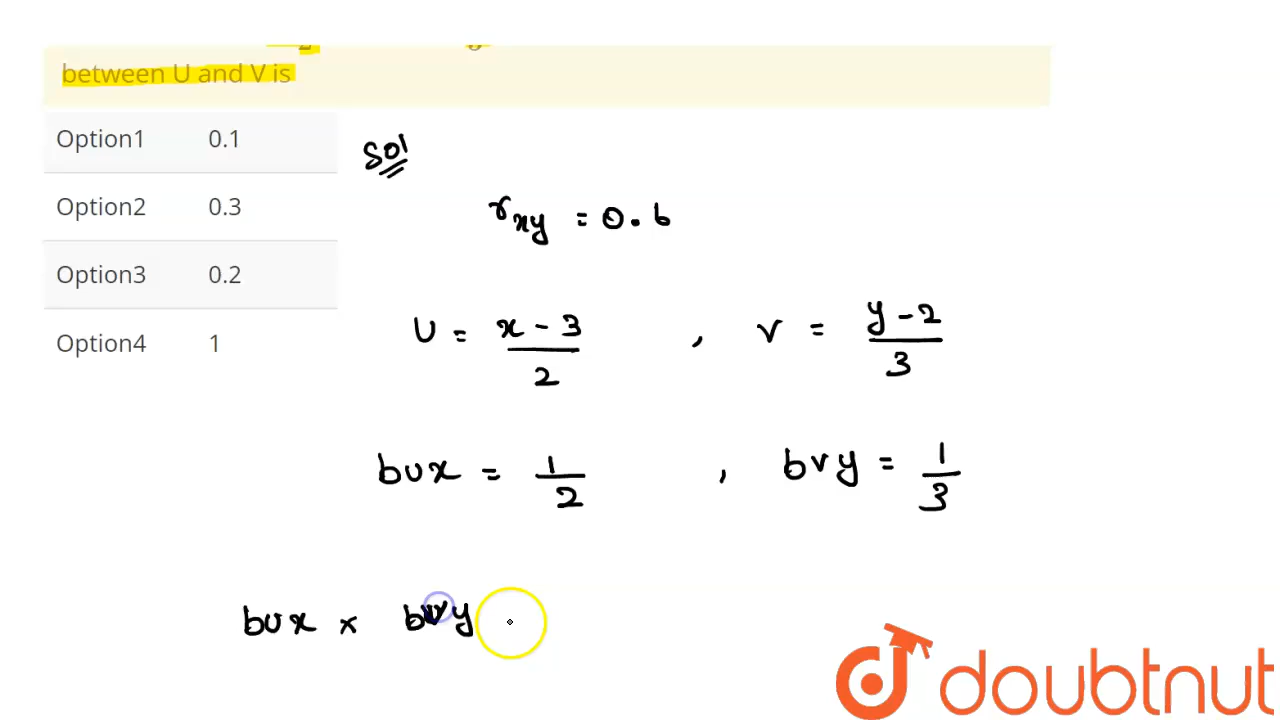 between U and V is
Option1 0.1
Option2 0.3
Option3 0.2
Option4 1
Sol
rxy = 0.6
U = x - 3 / 2 , V = y - 2 / 3
bux = 1/2 , bvy = 1/3
bux x bvy
doubtnut